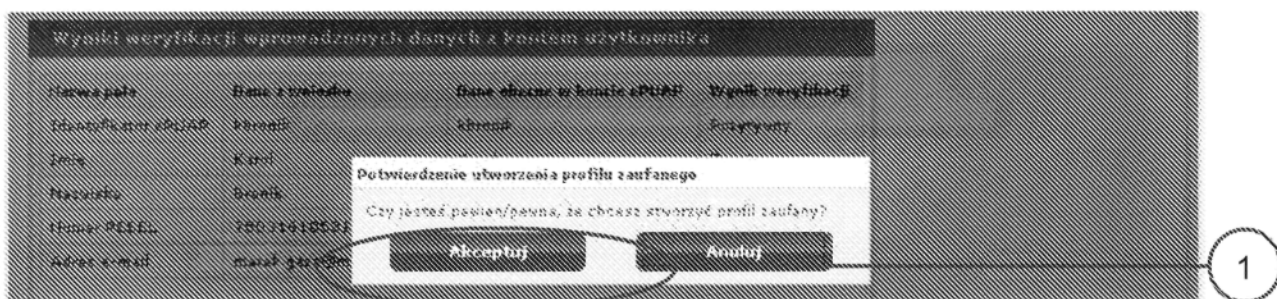 Wyniki weryfikacji wprowadzonych danych z kontem użytkownika
Nazwa pola Dane z wniosku Dane obecne w koncie ePUAP Wynik weryfikacji
Identyfikator ePUAP kbronik kbronik Pozytywny
Imię Karol
Nazwisko Bronik
Numer PESEL
Adres e-mail
Potwierdzenie utworzenia profilu zaufanego
Czy jesteś pewien/pewna, że chcesz stworzyć profil zaufany?
Akceptuj Anuluj
1